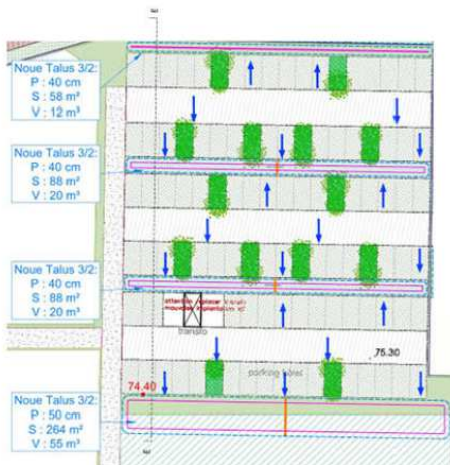 Noue Talus 3/2:
P : 40 cm
S : 58 m²
V : 12 m³
Noue Talus 3/2:
P : 40 cm
S : 88 m²
V : 20 m³
Noue Talus 3/2:
P : 40 cm
S : 88 m²
V : 20 m³
transfo
75.30
parking hôtel
74.40
Noue Talus 3/2:
P : 50 cm
S : 264 m²
V : 55 m³